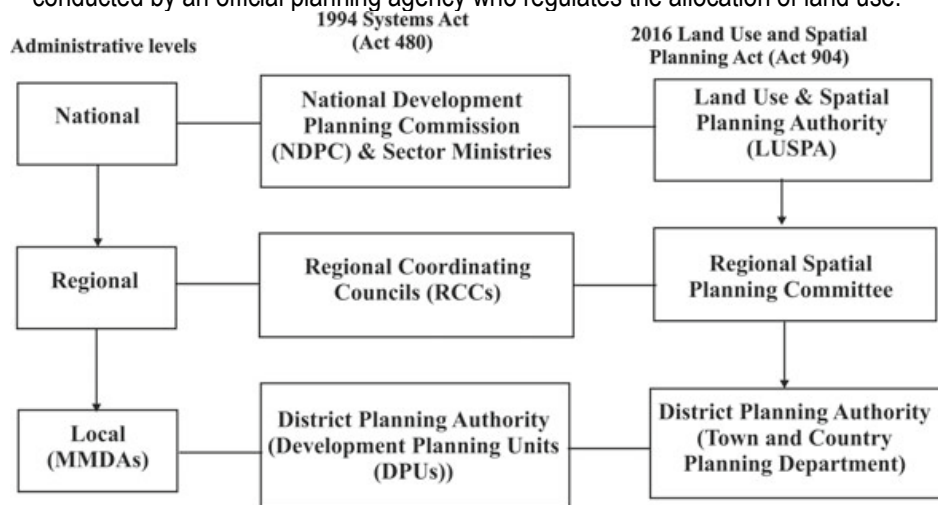 conducted by an official planning agency who regulates the allocation of land use.
Administrative levels
1994 Systems Act
(Act 480)
2016 Land Use and Spatial
Planning Act (Act 904)
National
National Development
Planning Commission
(NDPC) & Sector Ministries
Land Use & Spatial
Planning Authority
(LUSPA)
Regional
Regional Coordinating
Councils (RCCs)
Regional Spatial
Planning Committee
Local
(MMDAs)
District Planning Authority
(Development Planning Units
(DPUs))
District Planning Authority
(Town and Country
Planning Department)